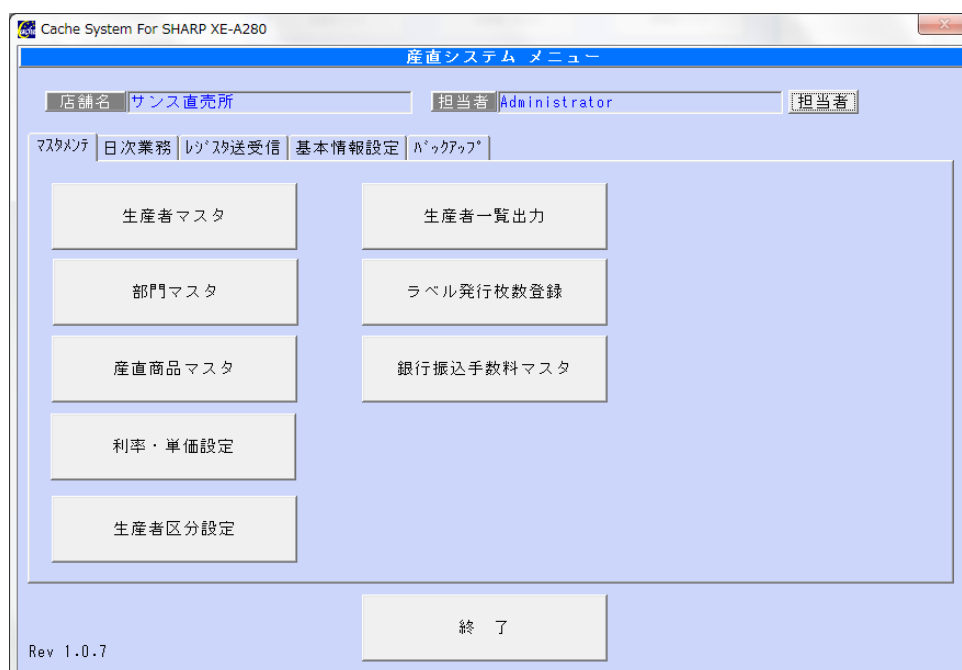 Cache System For SHARP XE-A280
産直システム メニュー
店舗名 サンス直売所 担当者 Administrator 担当者
ﾏｽﾀﾒﾝﾃ 日次業務 ﾚｼﾞｽﾀ送受信 基本情報設定 ﾊﾞｯｸｱｯﾌﾟ
生産者マスタ 生産者一覧出力
部門マスタ ラベル発行枚数登録
産直商品マスタ 銀行振込手数料マスタ
利率・単価設定
生産者区分設定
終 了
Rev 1.0.7